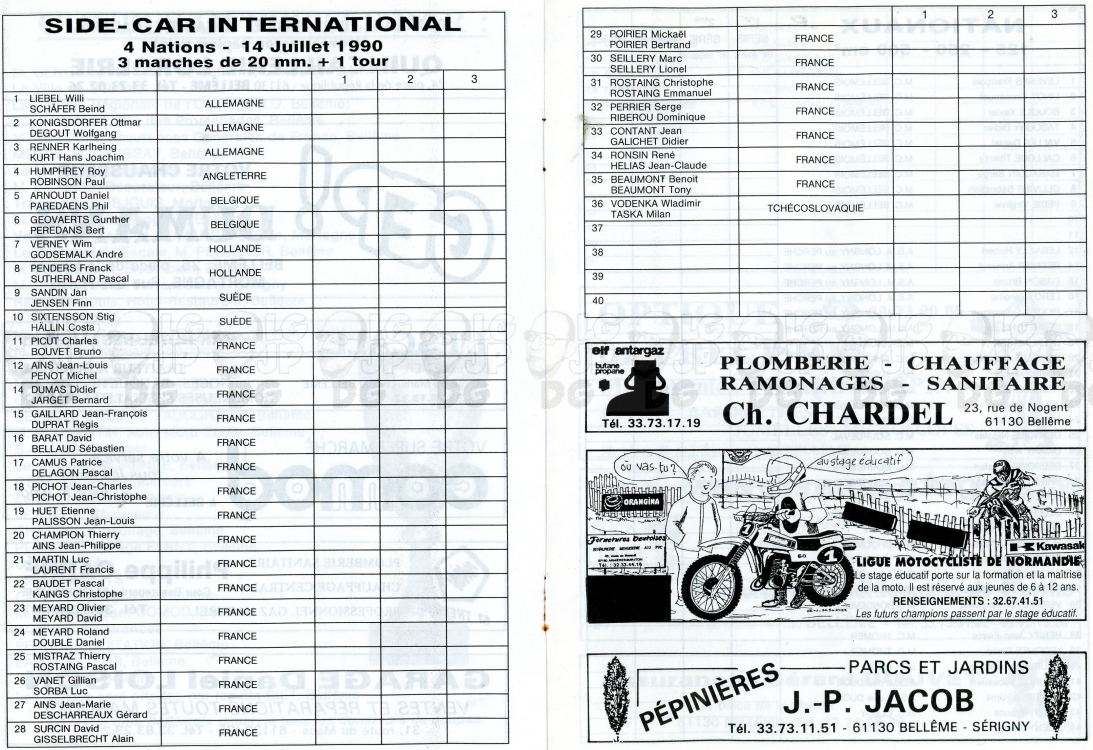 SIDE-CAR INTERNATIONAL
4 Nations - 14 Juillet 1990
3 manches de 20 mm. + 1 tour
1 2 3
1 LIEBEL Willi
SCHÄFER Beind
ALLEMAGNE
2 KONIGSDORFER Ottmar
DEGOUT Wolfgang
ALLEMAGNE
3 RENNER Karlheing
KURT Hans Joachim
ALLEMAGNE
4 HUMPHREY Roy
ROBINSON Paul
ANGLETERRE
5 ARNOUDT Daniel
PAREDAENS Phil
BELGIQUE
6 GEOVAERTS Gunther
PEREDANS Bert
BELGIQUE
7 VERNEY Wim
GODSEMALK André
HOLLANDE
8 PENDERS Franck
SUTHERLAND Pascal
HOLLANDE
9 SANDIN Jan
JENSEN Finn
SUÈDE
10 SIXTENSSON Stig
HÄLLIN Costa
SUÈDE
11 PICUT Charles
BOUVET Bruno
FRANCE
12 AINS Jean-Louis
PENOT Michel
FRANCE
14 DUMAS Didier
JARGET Bernard
FRANCE
15 GAILLARD Jean-François
DUPRAT Régis
FRANCE
16 BARAT David
BELLAUD Sébastien
FRANCE
17 CAMUS Patrice
DELAGON Pascal
FRANCE
18 PICHOT Jean-Charles
PICHOT Jean-Christophe
FRANCE
19 HUET Etienne
PALISSON Jean-Louis
FRANCE
20 CHAMPION Thierry
AINS Jean-Philippe
FRANCE
21 MARTIN Luc
LAURENT Francis
FRANCE
22 BAUDET Pascal
KAINGS Christophe
FRANCE
23 MEYARD Olivier
MEYARD David
24 MEYARD Roland
DOUBLE Daniel
FRANCE
25 MISTRAZ Thierry
ROSTAING Pascal
FRANCE
26 VANET Gillian
SORBA Luc
FRANCE
27 AINS Jean-Marie
DESCHARREAUX Gérard
FRANCE
28 SURCIN David
GISSELBRECHT Alain
FRANCE
1 2 3
29 POIRIER Mickaël
POIRIER Bertrand
FRANCE
30 SEILLERY Marc
SEILLERY Lionel
FRANCE
31 ROSTAING Christophe
ROSTAING Emmanuel
FRANCE
32 PERRIER Serge
RIBEROU Dominique
FRANCE
33 CONTANT Jean
GALICHET Didier
FRANCE
34 RONSIN René
HELIAS Jean-Claude
FRANCE
35 BEAUMONT Benoit
BEAUMONT Tony
FRANCE
36 VODENKA Wladimir
TASKA Milan
TCHÉCOSLOVAQUIE
37
38
39
40
elf antargaz
butane
propane
Tél. 33.73.17.19
PLOMBERIE - CHAUFFAGE
RAMONAGES - SANITAIRE
Ch. CHARDEL
23, rue de Nogent
61130 Bellême
où vas-tu?
au stage éducatif
ORANGINA
Fermetures Dentoises
Tél. : 32.33.44.19
1
Kawasak
LIGUE MOTOCYCLISTE DE NORMANDIE
Le stage éducatif porte sur la formation et la maîtrise
de la moto. Il est réservé aux jeunes de 6 à 12 ans.
RENSEIGNEMENTS : 32.67.41.51
Les futurs champions passent par le stage éducatif.
PÉPINIÈRES
PARCS ET JARDINS
J.-P. JACOB
Tél. 33.73.11.51 - 61130 BELLÊME - SÉRIGNY